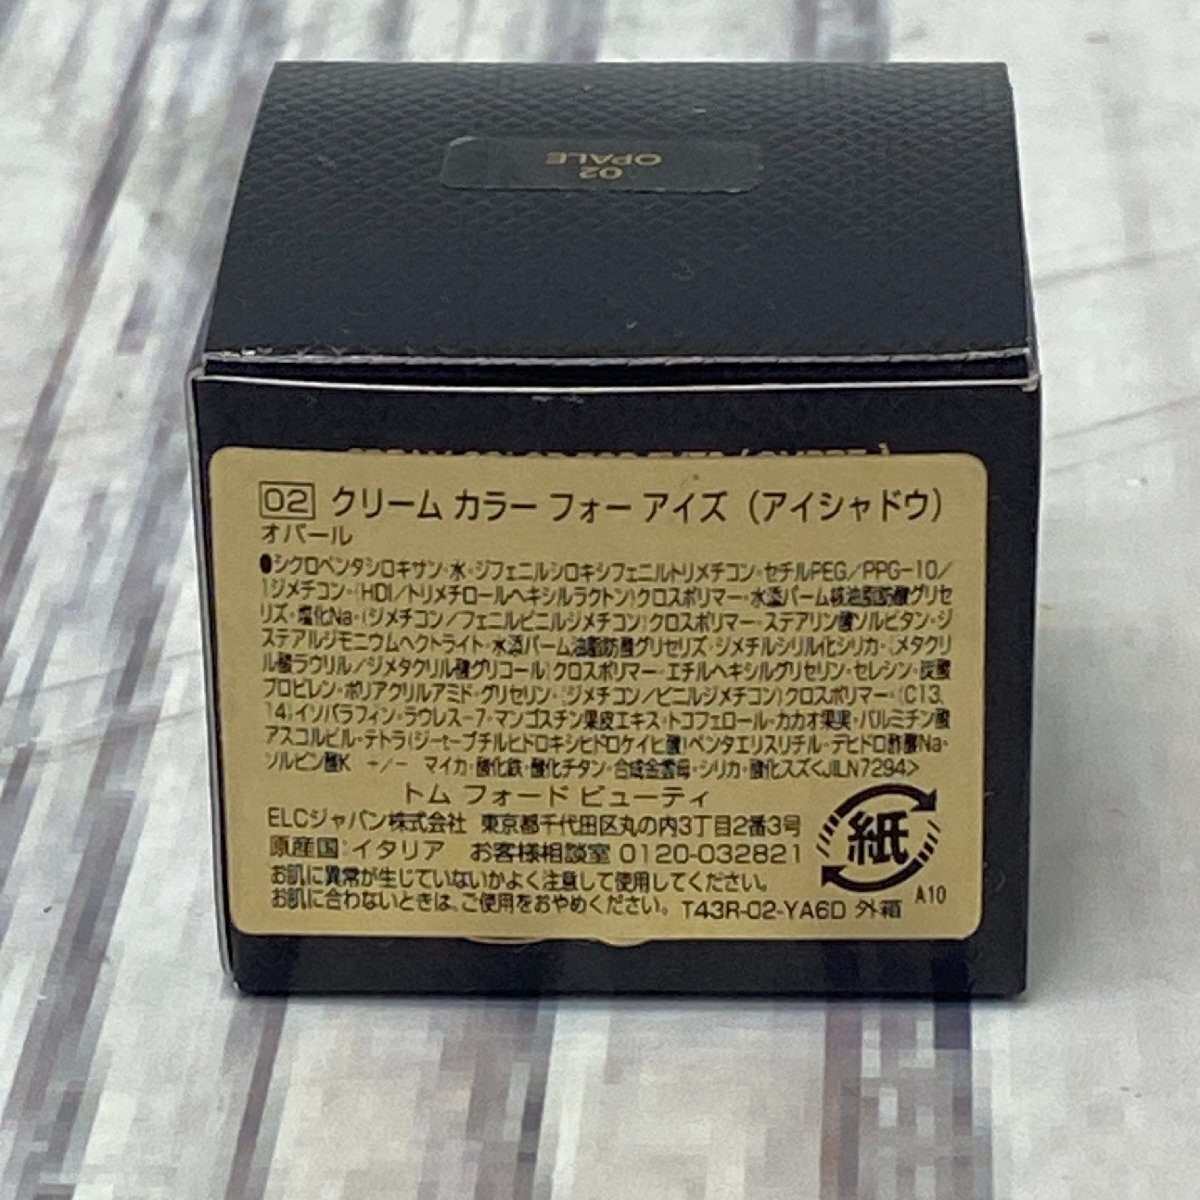 02
OPALE
02 クリーム カラー フォー アイズ（アイシャドウ）
オパール
●シクロペンタシロキサン・水・ジフェニルシロキシフェニルトリメチコン・セチルPEG/PPG-10/
1ジメチコン・(HDI/トリメチロールヘキシルラクトン)クロスポリマー・水添パーム核油脂肪酸グリセ
リズ・塩化Na・(ジメチコン/フェニルビニルジメチコン)クロスポリマー・ステアリン酸ソルビタン・ジ
ステアルジモニウムヘクトライト・水添パーム油脂肪酸グリセリズ・ジメチルシリル化シリカ・(メタクリ
ル酸ラウリル/ジメタクリル酸グリコール)クロスポリマー・エチルヘキシルグリセリン・セレシン・炭酸
プロピレン・ポリアクリルアミド・グリセリン・(ジメチコン/ビニルジメチコン)クロスポリマー・(C13,
14)イソパラフィン・ラウレス-7・マンゴスチン果皮エキス・トコフェロール・カカオ果実・パルミチン酸
アスコルビル・テトラ(ジ-t-ブチルヒドロキシヒドロケイヒ酸)ペンタエリスリチル・デヒドロ酢酸Na・
ソルビン酸K +/- マイカ・酸化鉄・酸化チタン・合成金雲母・シリカ・酸化スズ<JILN7294>
トム フォード ビューティ
ELCジャパン株式会社 東京都千代田区丸の内3丁目2番3号
原産国:イタリア お客様相談室 0120-032821
お肌に異常が生じていないかよく注意して使用してください。
お肌に合わないときは、ご使用をおやめください。 T43R-02-YA6D 外箱
紙
A10